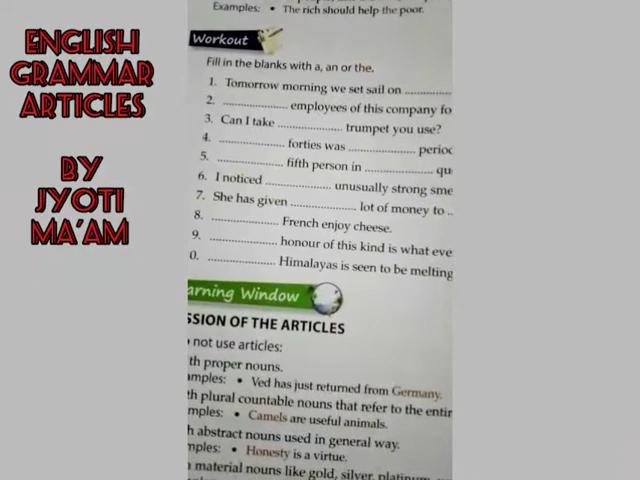 ENGLISH
GRAMMAR
ARTICLES
BY
JYOTI
MA'AM
Examples: • The rich should help the poor.
Workout
Fill in the blanks with a, an or the.
1. Tomorrow morning we set sail on ..............
2. .................. employees of this company fo
3. Can I take .................. trumpet you use?
4. .................. forties was .................. perioc
5. .................. fifth person in .................. qu
6. I noticed .................. unusually strong sme
7. She has given .................. lot of money to ..
8. .................. French enjoy cheese.
9. .................. honour of this kind is what eve
0. .................. Himalayas is seen to be melting
arning Window
SSION OF THE ARTICLES
not use articles:
th proper nouns.
amples: • Ved has just returned from Germany.
th plural countable nouns that refer to the entir
mples: • Camels are useful animals.
h abstract nouns used in general way.
mples: • Honesty is a virtue.
material nouns like gold, silver, platinum